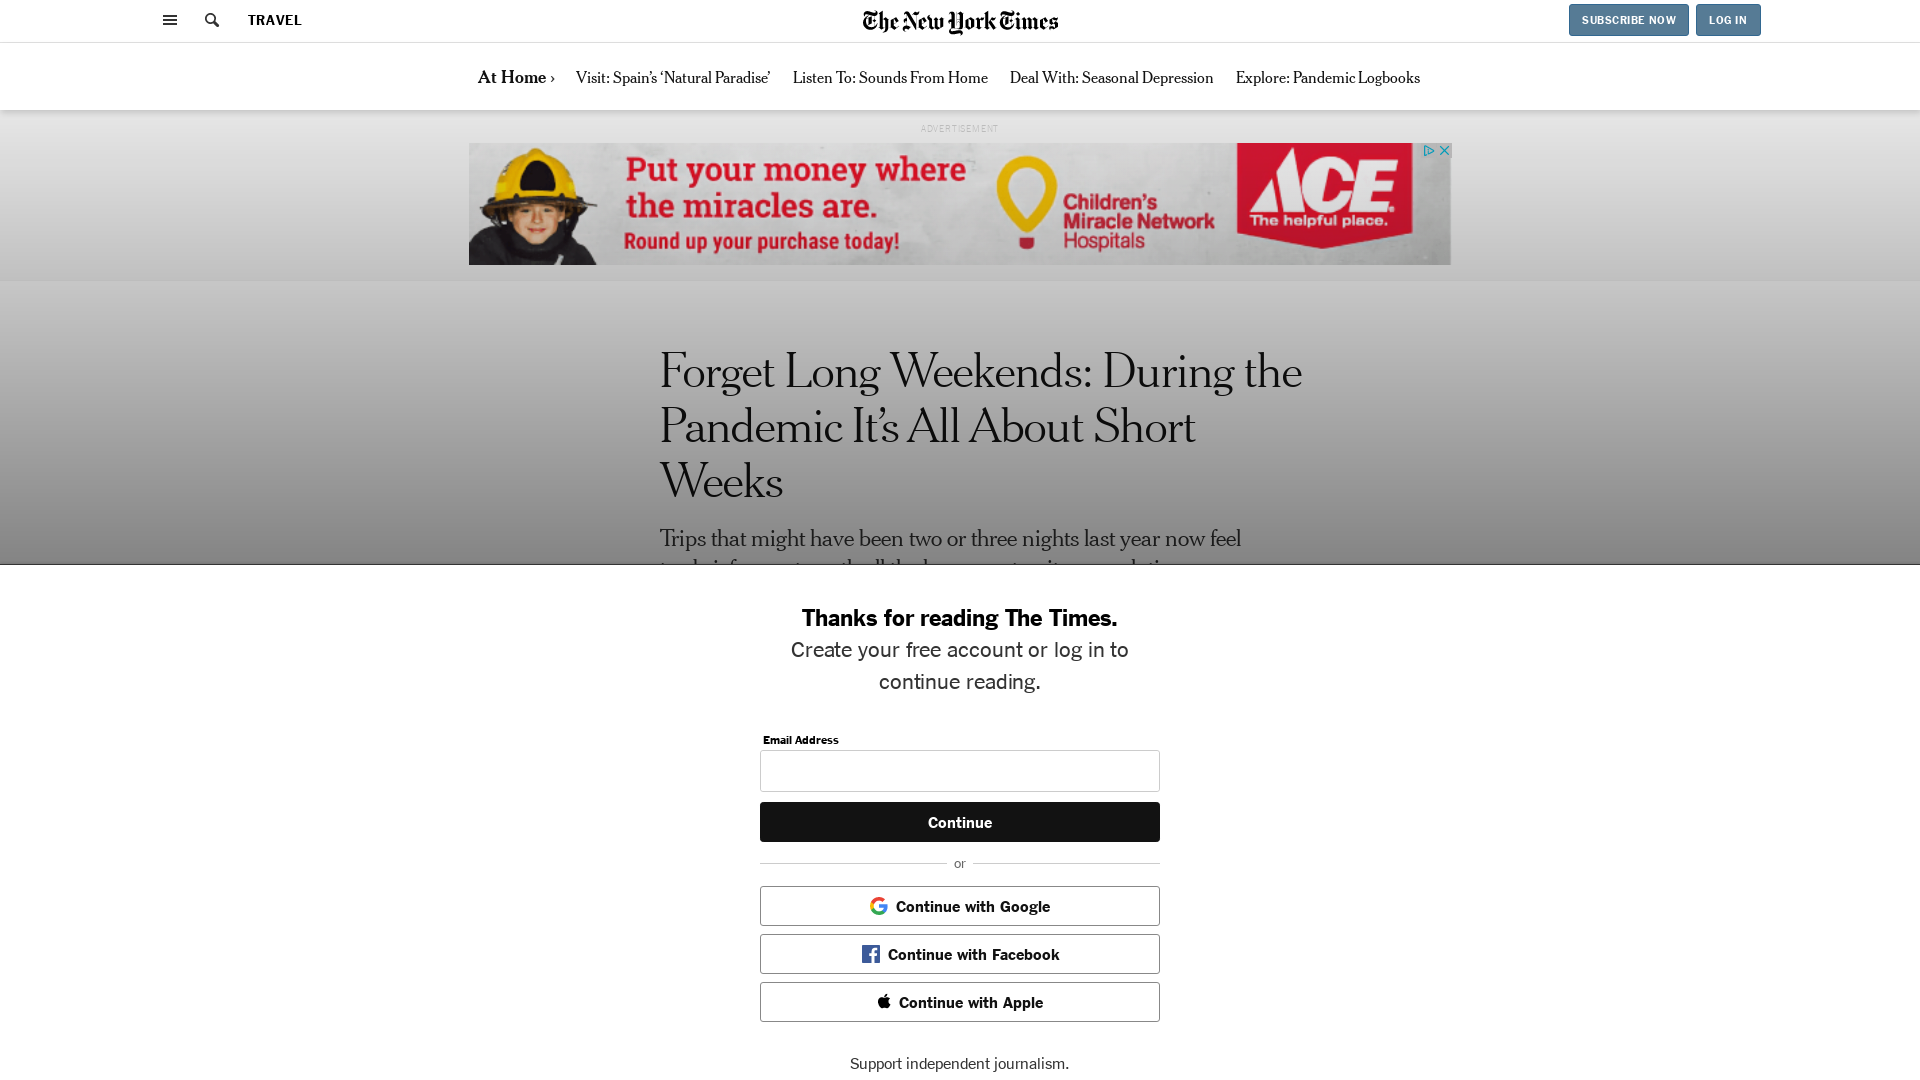 TRAVEL
The New York Times
SUBSCRIBE NOW
LOG IN
At Home ›
Visit: Spain's ‘Natural Paradise’
Listen To: Sounds From Home
Deal With: Seasonal Depression
Explore: Pandemic Logbooks
ADVERTISEMENT
Put your money where
the miracles are.
Round up your purchase today!
Children's
Miracle Network
Hospitals
ACE
The helpful place.
Forget Long Weekends: During the
Pandemic It’s All About Short
Weeks
Trips that might have been two or three nights last year now feel
Thanks for reading The Times.
Create your free account or log in to
continue reading.
Email Address
Continue
or
Continue with Google
Continue with Facebook
Continue with Apple
Support independent journalism.